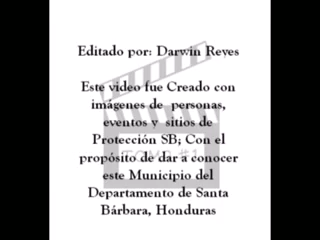 Editado por: Darwin Reyes
Este vídeo fue Creado con
imágenes de personas,
eventos y sitios de
Protección SB; Con el
propósito de dar a conocer
este Municipio del
Departamento de Santa
Bárbara, Honduras